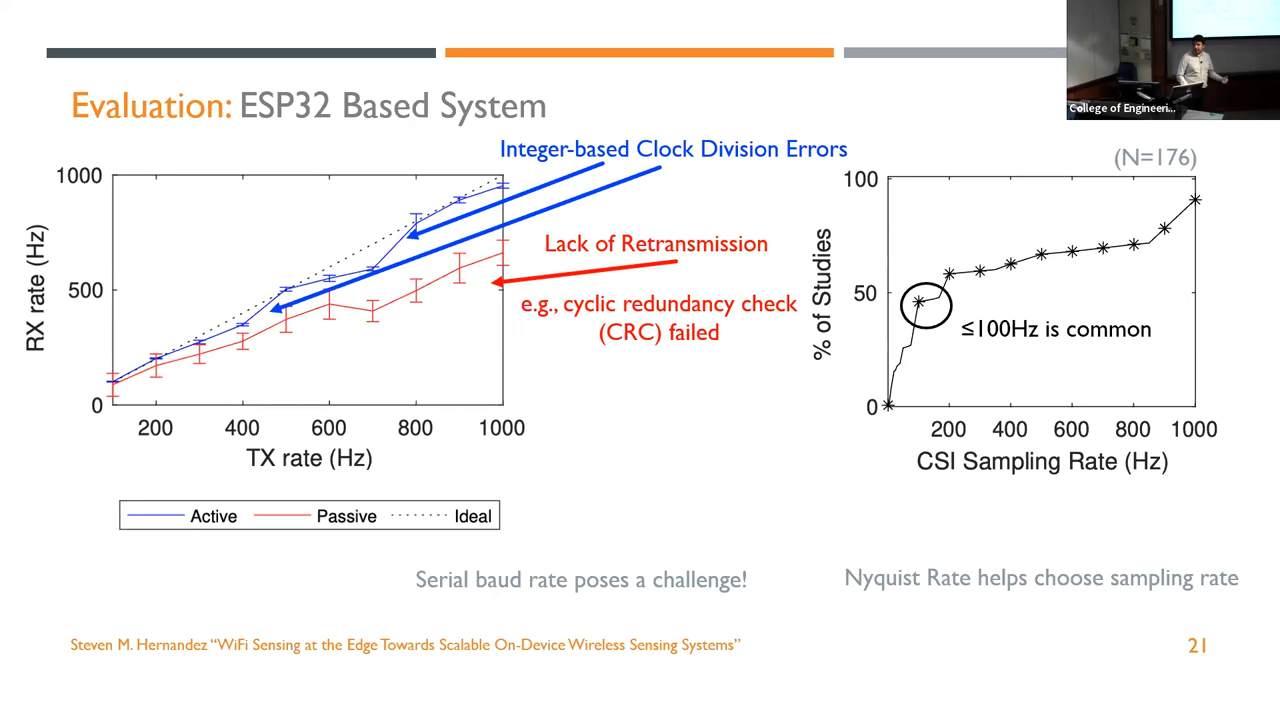 College of Engineeri...
Evaluation: ESP32 Based System
Integer-based Clock Division Errors
Lack of Retransmission
e.g., cyclic redundancy check
(CRC) failed
1000
500
0
RX rate (Hz)
200 400 600 800 1000
TX rate (Hz)
Active Passive Ideal
(N=176)
100
50
0
% of Studies
≤100Hz is common
200 400 600 800 1000
CSI Sampling Rate (Hz)
Serial baud rate poses a challenge!
Nyquist Rate helps choose sampling rate
Steven M. Hernandez “WiFi Sensing at the Edge Towards Scalable On-Device Wireless Sensing Systems”
21